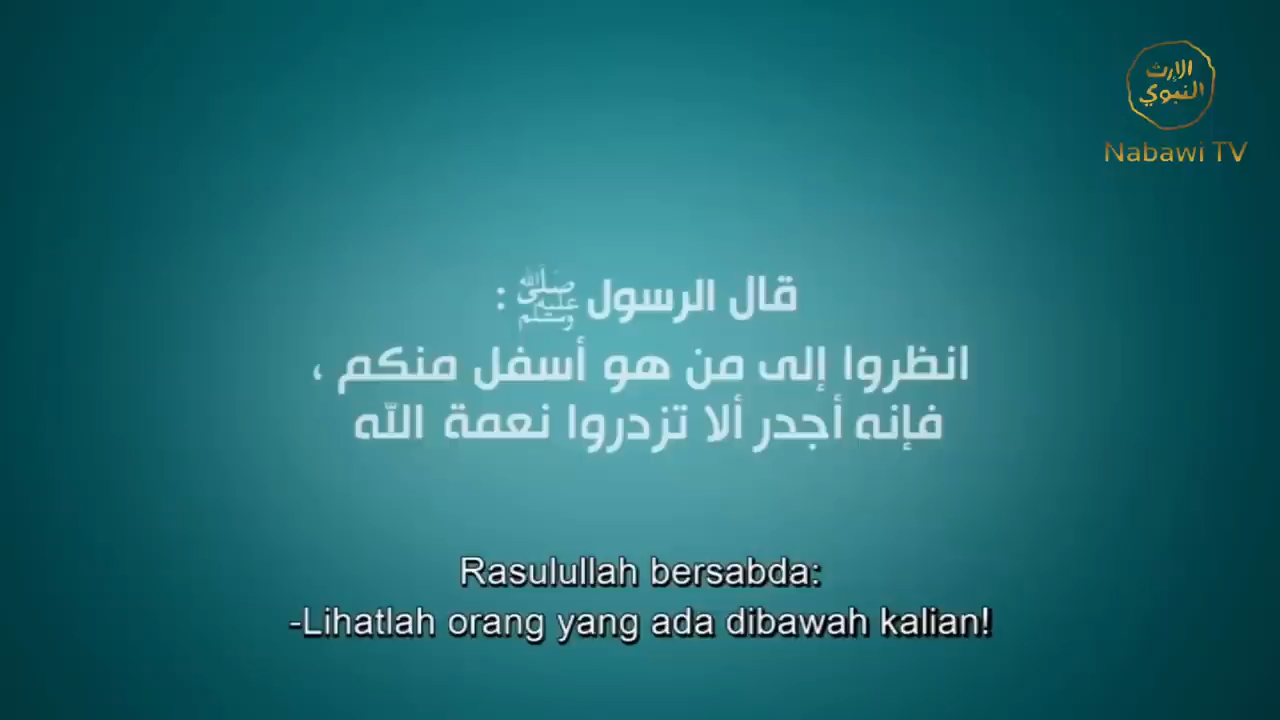 الإرث
النبوي
Nabawi TV
قال الرسول ﷺ :
انظروا إلى من هو أسفل منكم ،
فإنه أجدر ألا تزدروا نعمة الله
Rasulullah bersabda:
-Lihatlah orang yang ada dibawah kalian!